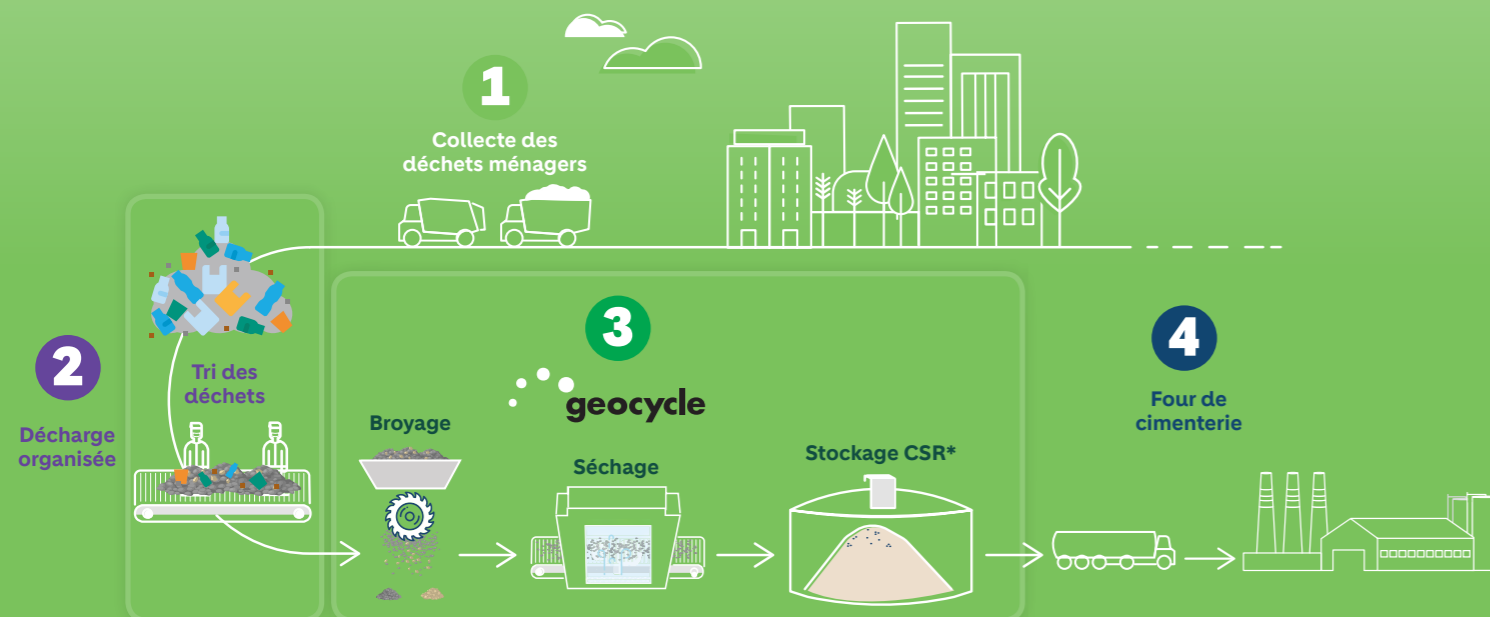 1
Collecte des
déchets ménagers
2
Décharge
organisée
Tri des
déchets
3
geocycle
Broyage
Séchage
Stockage CSR*
4
Four de
cimenterie